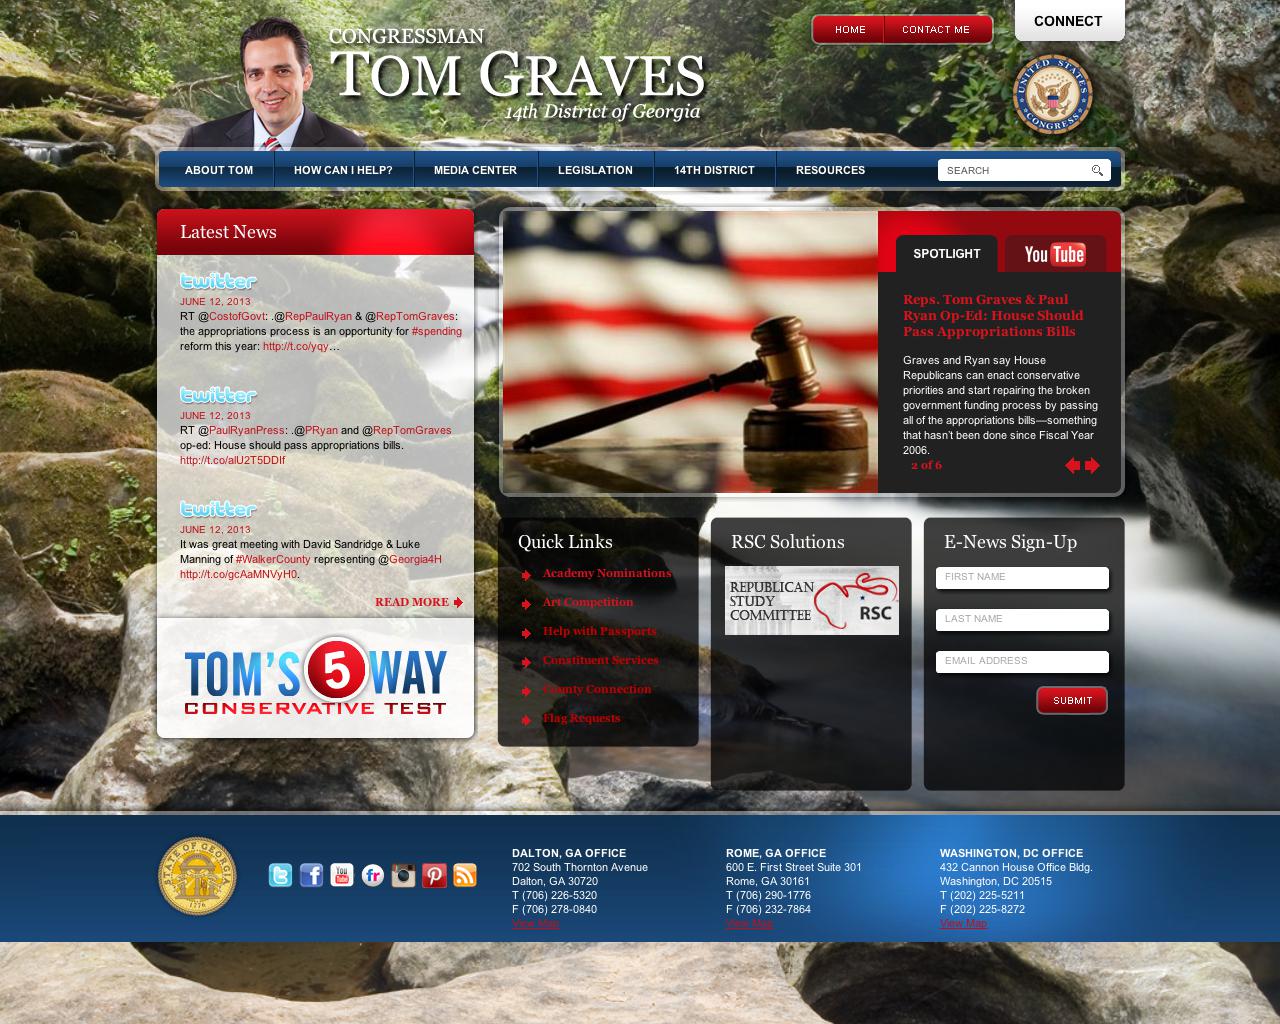 CONNECT
HOME
CONTACT ME
CONGRESSMAN
TOM GRAVES
14th District of Georgia
UNITED STATES
CONGRESS
ABOUT TOM
HOW CAN I HELP?
MEDIA CENTER
LEGISLATION
14TH DISTRICT
RESOURCES
SEARCH
Latest News
twitter
JUNE 12, 2013
RT @CostofGovt: .@RepPaulRyan & @RepTomGraves:
the appropriations process is an opportunity for #spending
reform this year: http://t.co/yqy…
twitter
JUNE 12, 2013
RT @PaulRyanPress: .@PRyan and @RepTomGraves
op-ed: House should pass appropriations bills.
http://t.co/alU2T5DDIf
twitter
JUNE 12, 2013
It was great meeting with David Sandridge & Luke
Manning of #WalkerCounty representing @Georgia4H
http://t.co/gcAaMNVyH0.
READ MORE
TOM'S 5 WAY
CONSERVATIVE TEST
SPOTLIGHT
YouTube
Reps. Tom Graves & Paul
Ryan Op-Ed: House Should
Pass Appropriations Bills
Graves and Ryan say House
Republicans can enact conservative
priorities and start repairing the broken
government funding process by passing
all of the appropriations bills—something
that hasn't been done since Fiscal Year
2006.
2 of 6
Quick Links
Academy Nominations
Art Competition
Help with Passports
Constituent Services
County Connection
Flag Requests
RSC Solutions
REPUBLICAN
STUDY
COMMITTEE
RSC
E-News Sign-Up
FIRST NAME
LAST NAME
EMAIL ADDRESS
SUBMIT
STATE OF GEORGIA
1776
You
Tube
fr
DALTON, GA OFFICE
702 South Thornton Avenue
Dalton, GA 30720
T (706) 226-5320
F (706) 278-0840
View Map
ROME, GA OFFICE
600 E. First Street Suite 301
Rome, GA 30161
T (706) 290-1776
F (706) 232-7864
View Map
WASHINGTON, DC OFFICE
432 Cannon House Office Bldg.
Washington, DC 20515
T (202) 225-5211
F (202) 225-8272
View Map